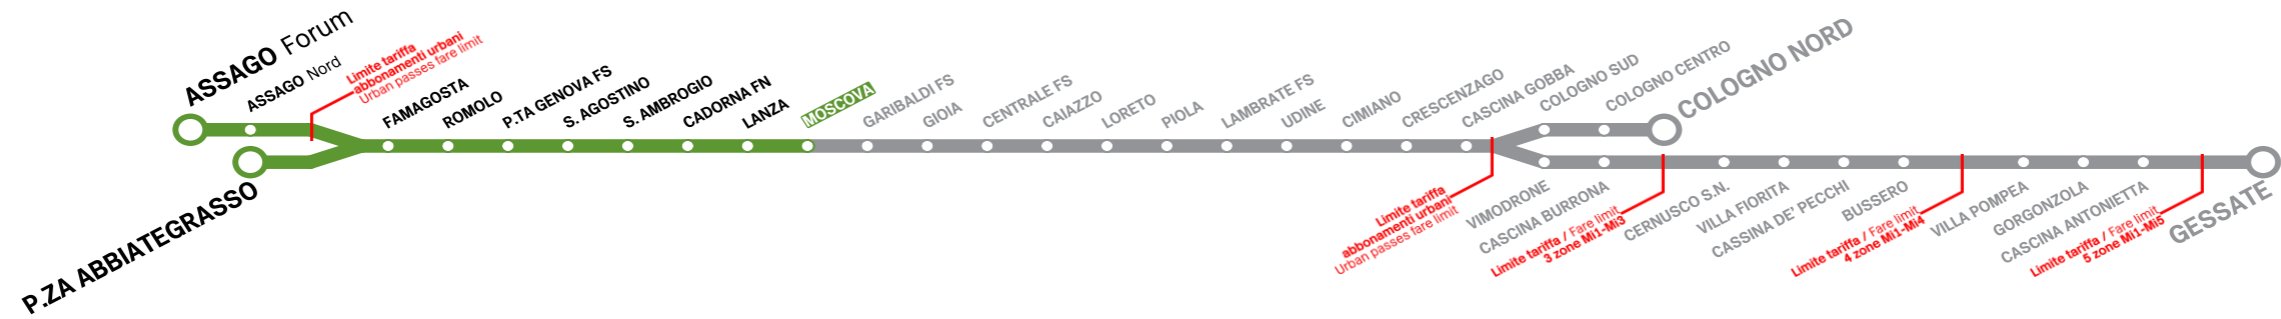 ASSAGO Forum
ASSAGO Nord
Limite tariffa
abbonamenti urbani
Urban passes fare limit
P.ZA ABBIATEGRASSO
FAMAGOSTA
ROMOLO
P.TA GENOVA FS
S. AGOSTINO
S. AMBROGIO
CADORNA FN
LANZA
MOSCOVA
GARIBALDI FS
GIOIA
CENTRALE FS
CAIAZZO
LORETO
PIOLA
LAMBRATE FS
UDINE
CIMIANO
CRESCENZAGO
CASCINA GOBBA
COLOGNO SUD
COLOGNO CENTRO
COLOGNO NORD
Limite tariffa
abbonamenti urbani
Urban passes fare limit
VIMODRONE
CASCINA BURRONA
Limite tariffa / Fare limit
3 zone Mi1-Mi3
CERNUSCO S.N.
VILLA FIORITA
CASSINA DE' PECCHI
BUSSERO
Limite tariffa / Fare limit
4 zone Mi1-Mi4
VILLA POMPEA
GORGONZOLA
CASCINA ANTONIETTA
Limite tariffa / Fare limit
5 zone Mi1-Mi5
GESSATE